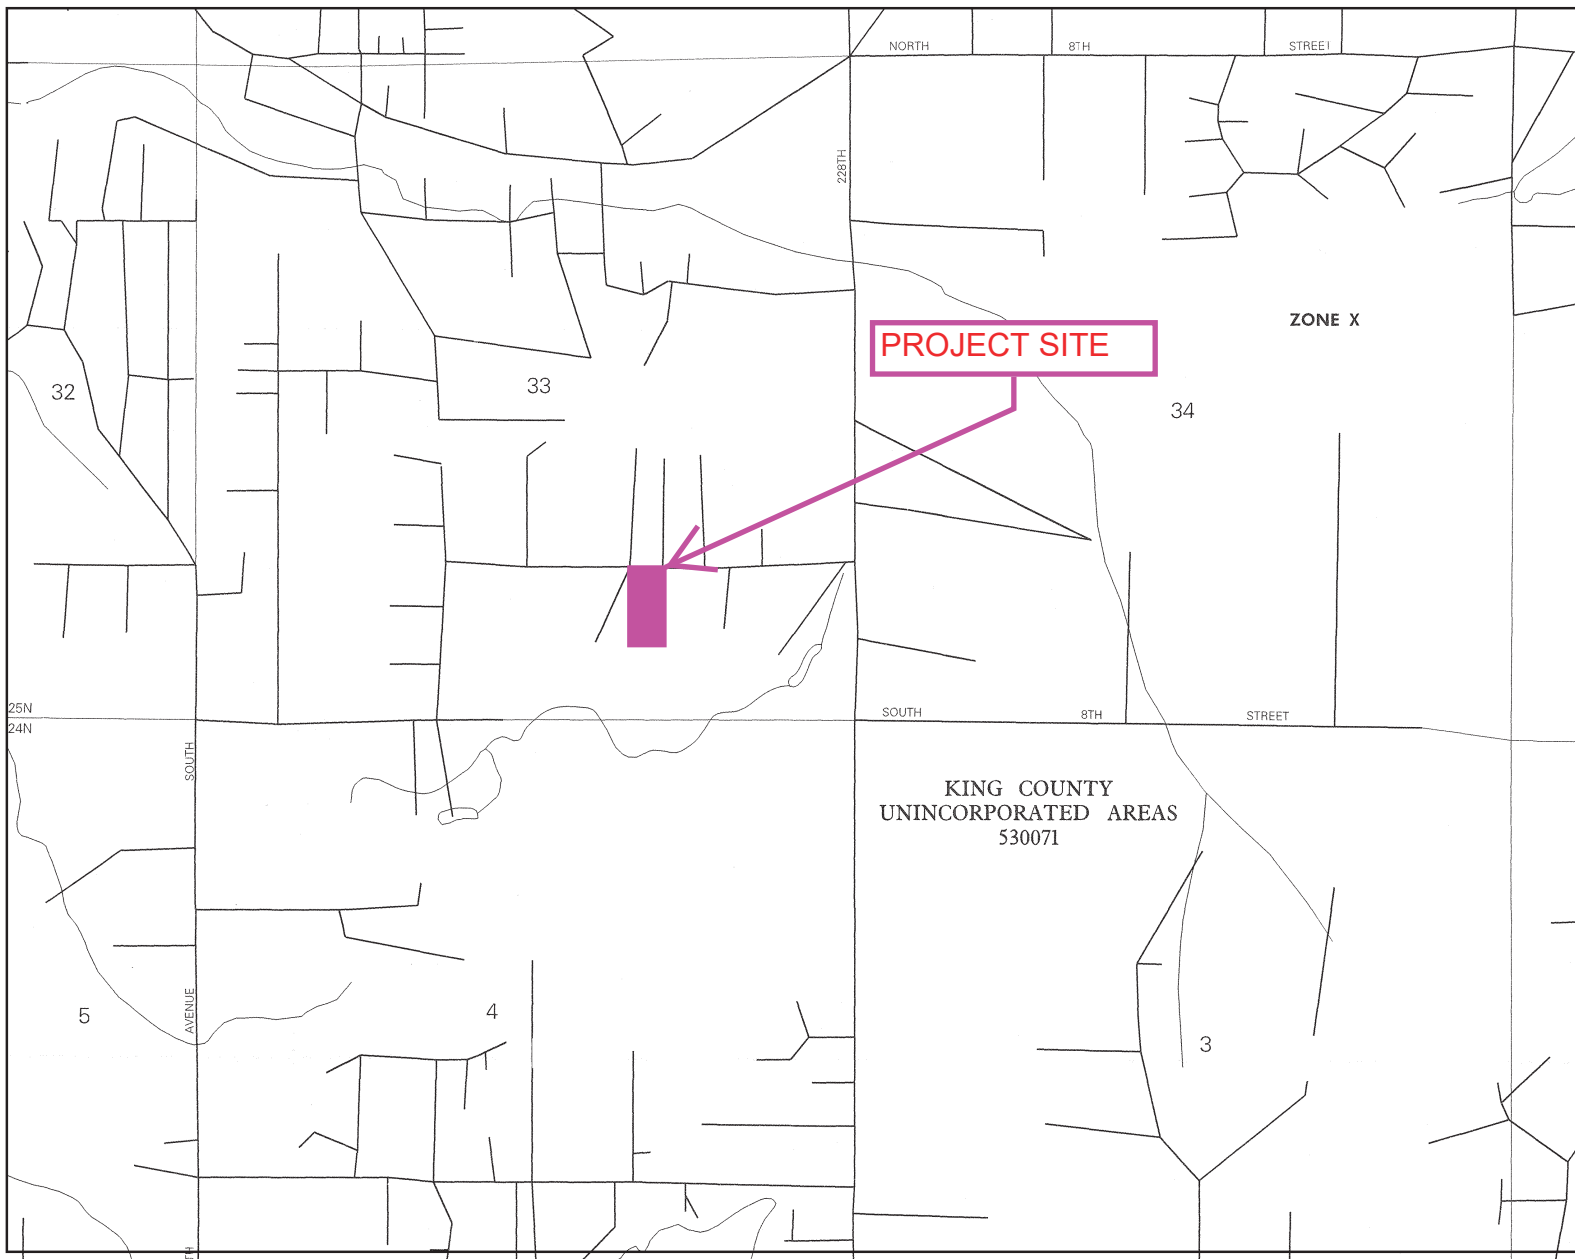 NORTH 8TH STREET
228TH
ZONE X
PROJECT SITE
32
33
34
25N
24N
SOUTH 8TH STREET
SOUTH
KING COUNTY
UNINCORPORATED AREAS
530071
AVENUE
5
4
3
TH